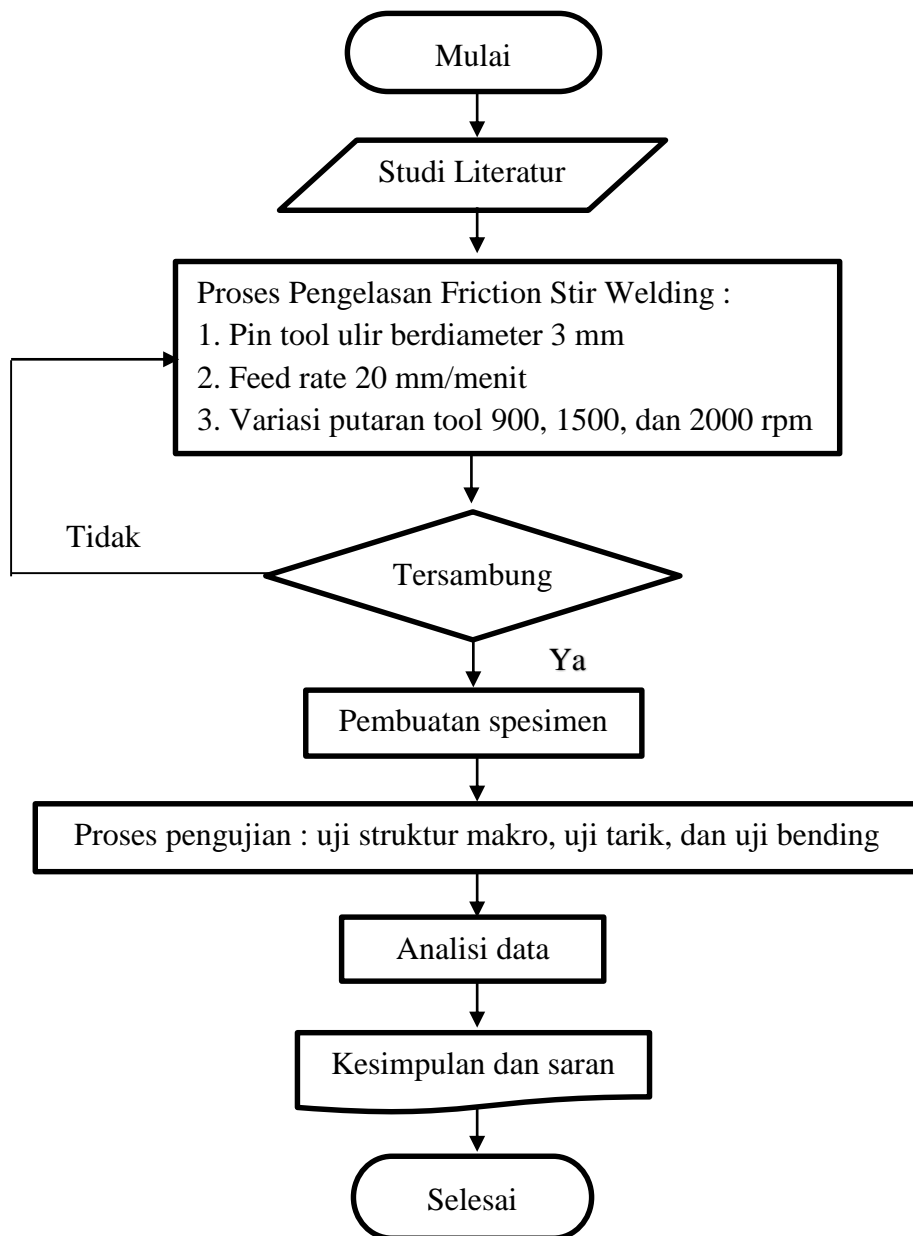 Mulai
Studi Literatur
Proses Pengelasan Friction Stir Welding :
1. Pin tool ulir berdiameter 3 mm
2. Feed rate 20 mm/menit
3. Variasi putaran tool 900, 1500, dan 2000 rpm
Tidak
Tersambung
Ya
Pembuatan spesimen
Proses pengujian : uji struktur makro, uji tarik, dan uji bending
Analisi data
Kesimpulan dan saran
Selesai